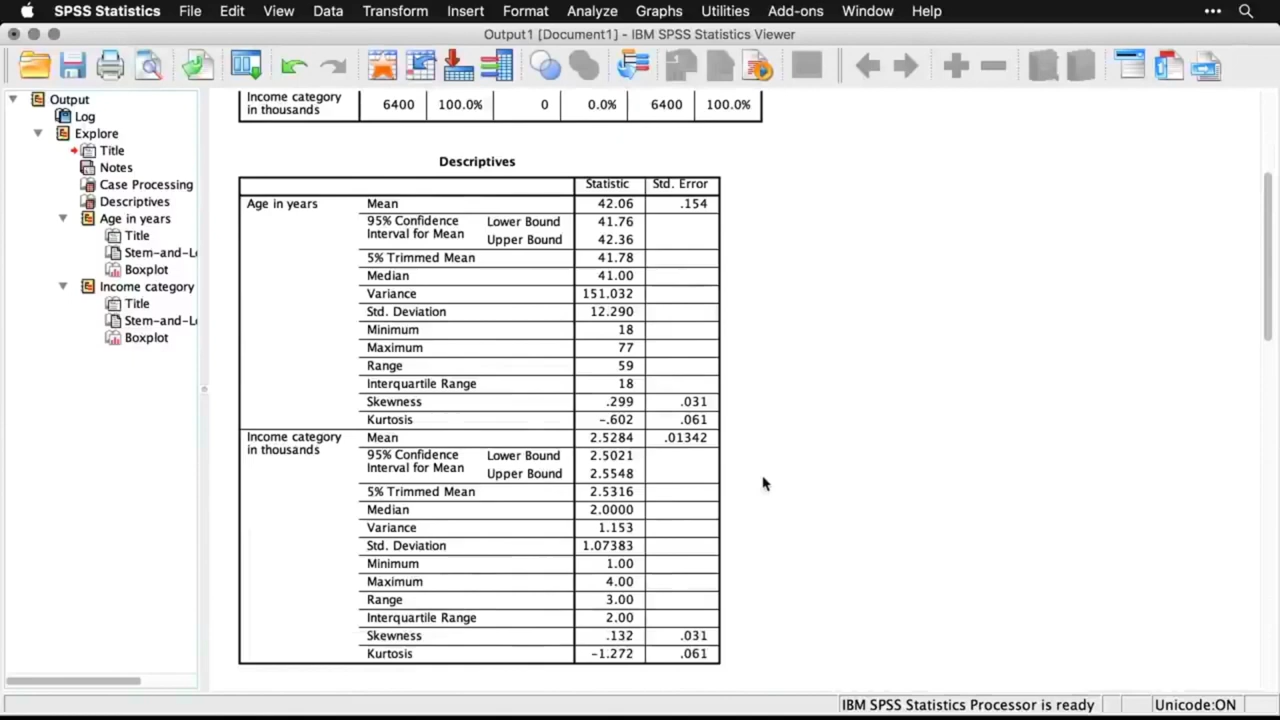 SPSS Statistics File Edit View Data Transform Insert Format Analyze Graphs Utilities Add-ons Window Help
Output1 [Document1] - IBM SPSS Statistics Viewer
Output
Log
Explore
Title
Notes
Case Processing
Descriptives
Age in years
Title
Stem-and-Le
Boxplot
Income category
Title
Stem-and-Le
Boxplot
Income category in thousands 6400 100.0% 0 0.0% 6400 100.0%
Descriptives
Statistic Std. Error
Age in years Mean 42.06 .154
95% Confidence Interval for Mean Lower Bound 41.76
Upper Bound 42.36
5% Trimmed Mean 41.78
Median 41.00
Variance 151.032
Std. Deviation 12.290
Minimum 18
Maximum 77
Range 59
Interquartile Range 18
Skewness .299 .031
Kurtosis -.602 .061
Income category in thousands Mean 2.5284 .01342
95% Confidence Interval for Mean Lower Bound 2.5021
Upper Bound 2.5548
5% Trimmed Mean 2.5316
Median 2.0000
Variance 1.153
Std. Deviation 1.07383
Minimum 1.00
Maximum 4.00
Range 3.00
Interquartile Range 2.00
Skewness .132 .031
Kurtosis -1.272 .061
IBM SPSS Statistics Processor is ready Unicode:ON